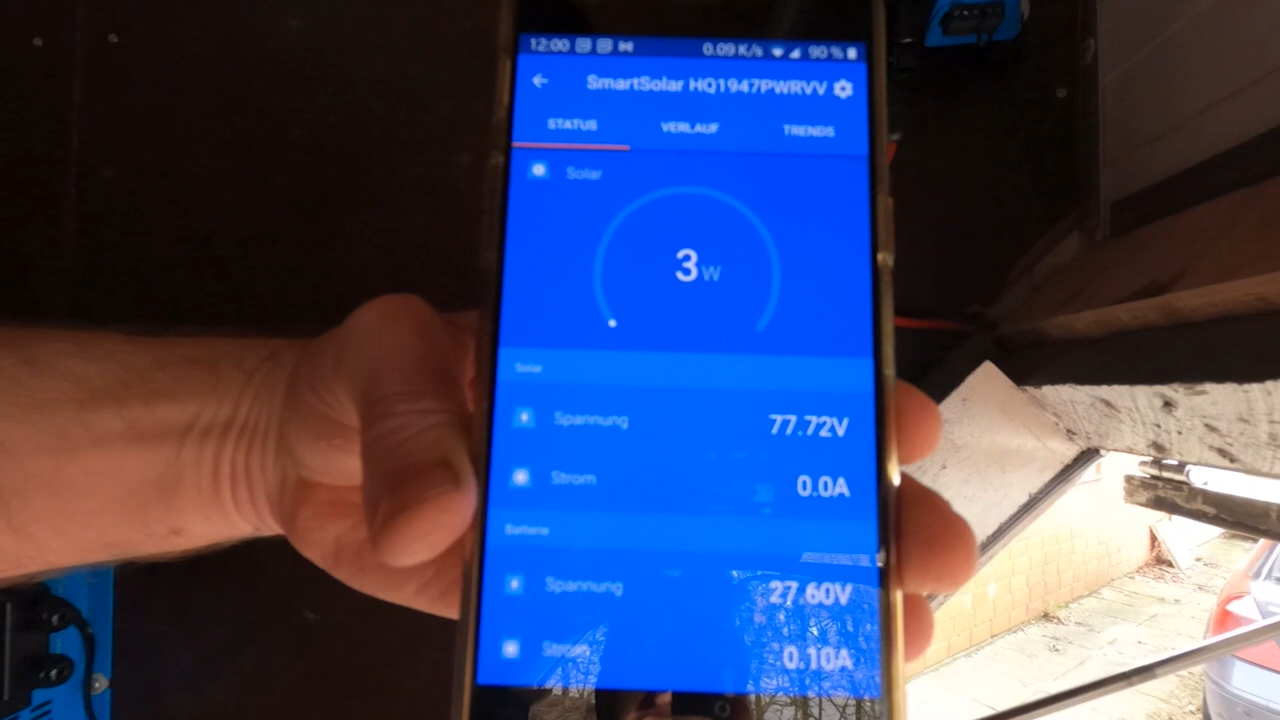 12:00 0.09 K/s 90 %
SmartSolar HQ1947PWRVV
STATUS VERLAUF TRENDS
Solar
3 W
Solar
Spannung 77.72V
Strom 0.0A
Batterie
Spannung 27.60V
Strom 0.10A